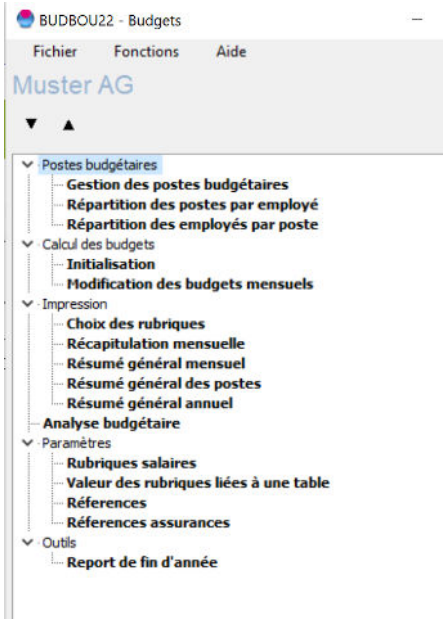 BUDBOU22 - Budgets
Fichier Fonctions Aide
Muster AG
Postes budgétaires
Gestion des postes budgétaires
Répartition des postes par employé
Répartition des employés par poste
Calcul des budgets
Initialisation
Modification des budgets mensuels
Impression
Choix des rubriques
Récapitulation mensuelle
Résumé général mensuel
Résumé général des postes
Résumé général annuel
Analyse budgétaire
Paramètres
Rubriques salaires
Valeur des rubriques liées à une table
Réferences
Réferences assurances
Outils
Report de fin d'année